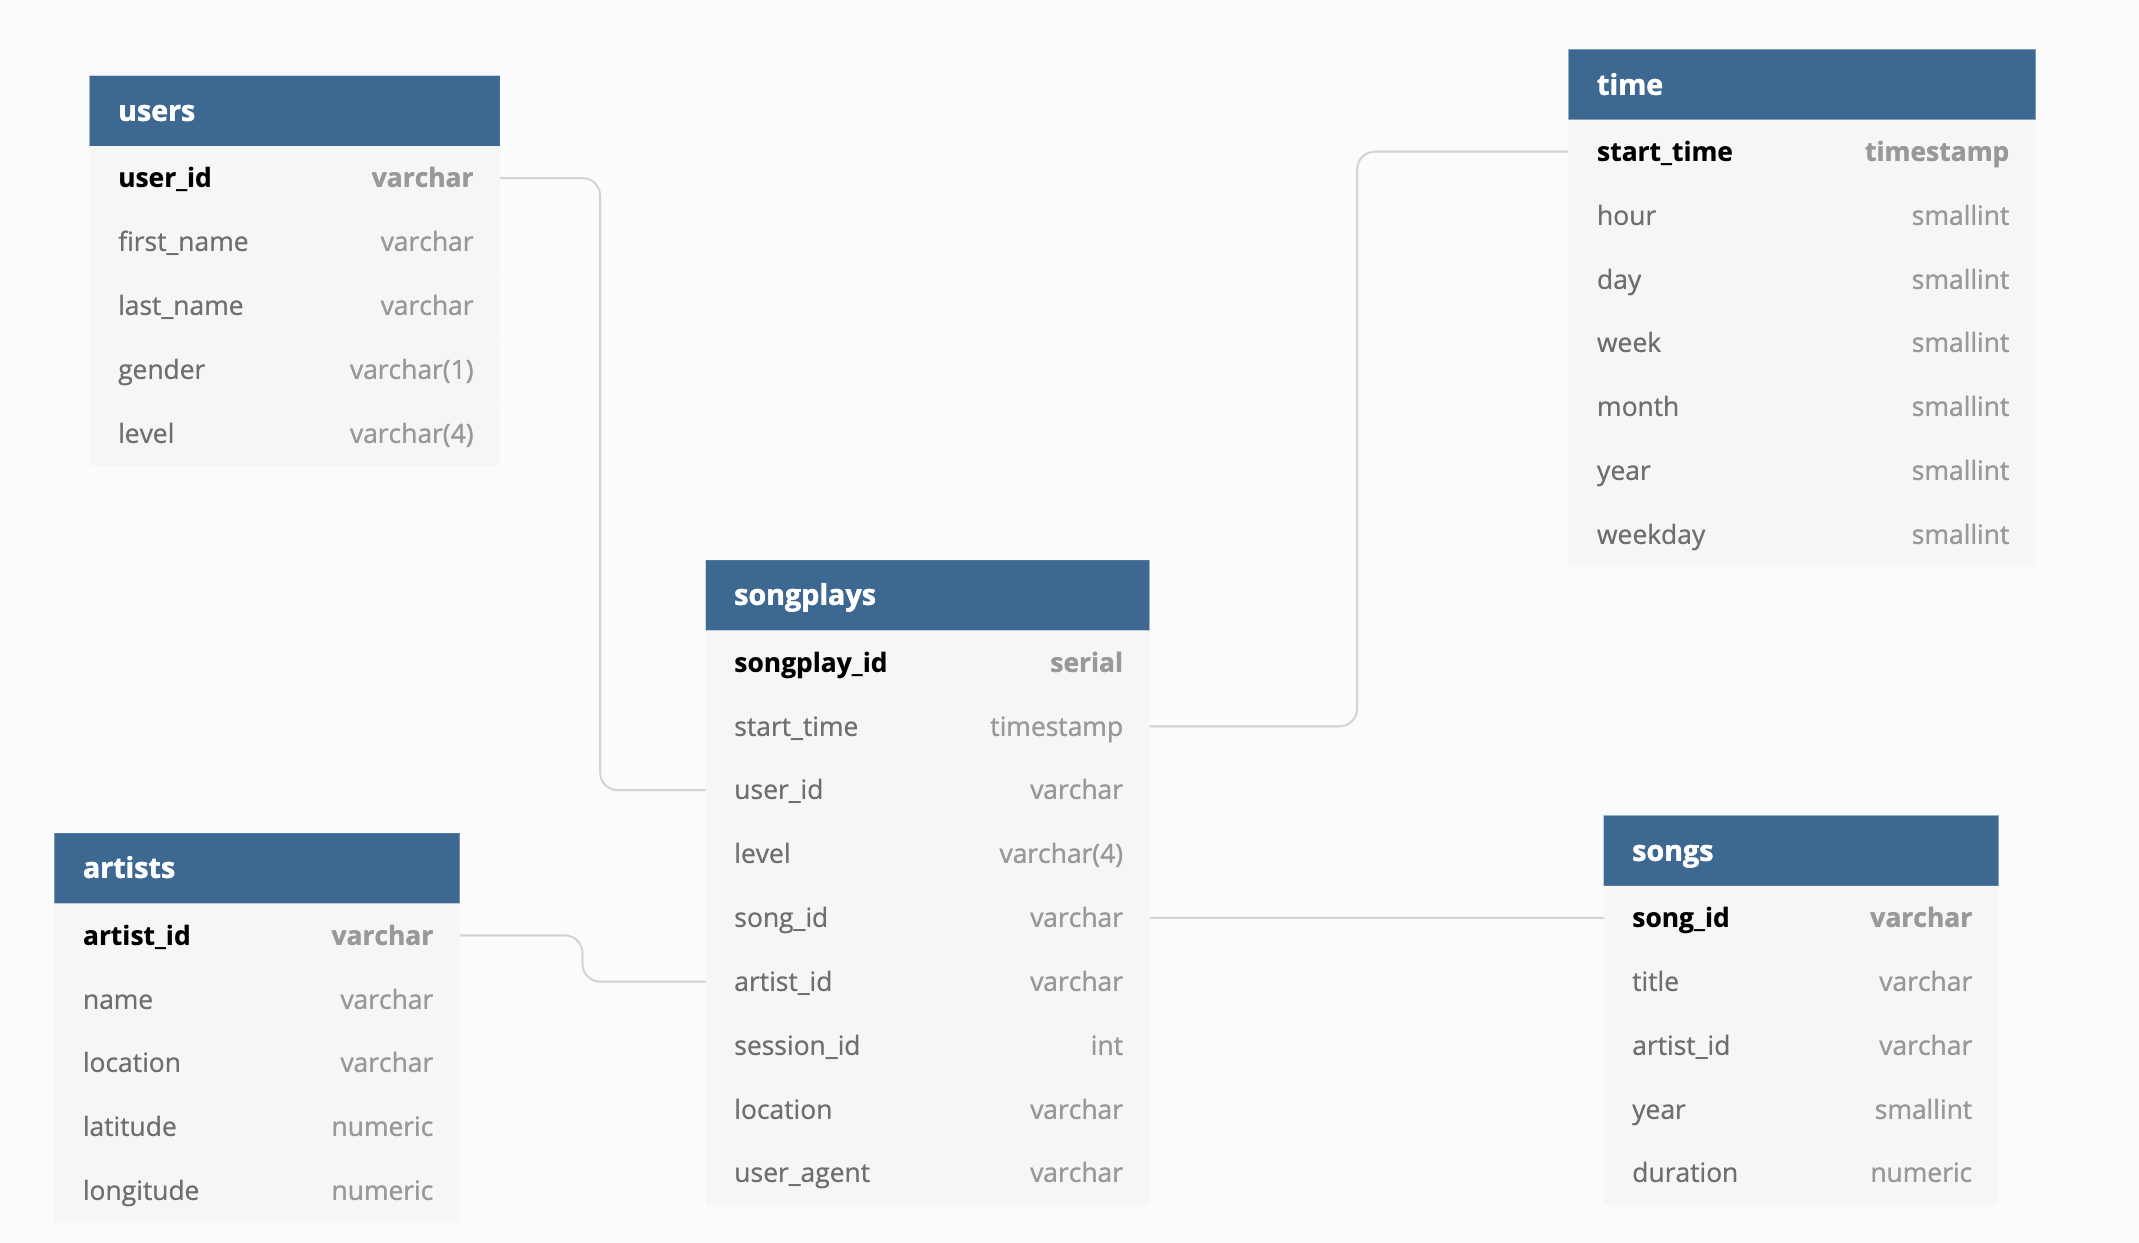 users
user_id varchar
first_name varchar
last_name varchar
gender varchar(1)
level varchar(4)
time
start_time timestamp
hour smallint
day smallint
week smallint
month smallint
year smallint
weekday smallint
songplays
songplay_id serial
start_time timestamp
user_id varchar
level varchar(4)
song_id varchar
artist_id varchar
session_id int
location varchar
user_agent varchar
artists
artist_id varchar
name varchar
location varchar
latitude numeric
longitude numeric
songs
song_id varchar
title varchar
artist_id varchar
year smallint
duration numeric